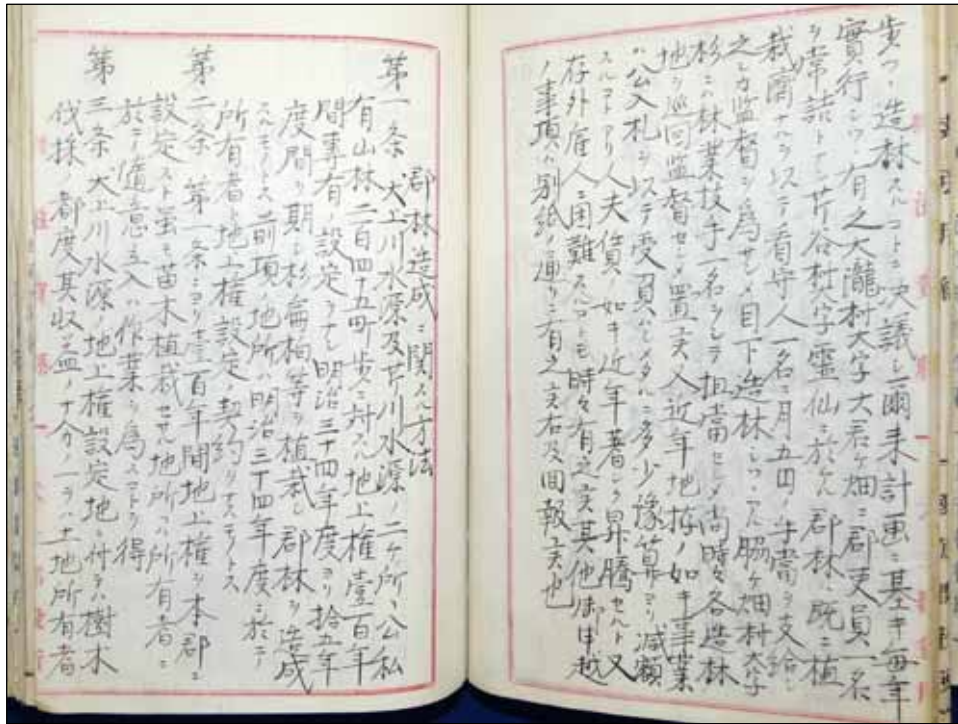 歩ツヽ造林スルコトニ決議シ爾来計画ニ基キ毎年
実行シツヽ有之大瀧村大字大君ケ畑ニ郡吏員一名
ヲ常詰トシ芹谷村大字霊仙ニ於ケル郡林ハ既ニ植
栽済ナルヲ以テ看守人一名ニ月五円ノ手当ヲ支給シ
之レカ監督ヲ為サシメ目下造林シツヽアル脇ケ畑村大字
杉ニハ林業技手一名ヲシテ担当セシメ尚時々各造林
地ヲ巡回監督セシメ置候又近年地拵ノ如キ事業
ハ公入札ヲ以テ受負ハシメタルニ多少予算ヨリ減額
スルコトアリ人夫賃ノ如キ近年著シク昇騰セルト又
存外雇人ニ困難スルコトモ時々有之候其他御申越
ノ事項ハ別紙ノ通リニ有之候右及回報候也
郡林造成ニ関スル方法
第一条 犬上川水源及芹川水源ノ二ケ所ヘ公私
有山林二百四十五町歩ニ対スル地上権壹百年
間専有ノ設定ヲナシ明治三十四年度ヨリ拾五年
度間ヲ期シ杉扁柏等ヲ植栽シ郡林ヲ造成
スルモノトス前項ノ地所ハ明治三十四年度ニ於テ
所有者ト地上権設定ノ契約ヲナスモノトス
第二条 第一条ニヨリ壹百年間地上権ヲ本郡ニ
設定スト雖モ苗木植栽セサル地所ハ所有者ニ
於テ随意立入ハ作業ヲ為スコトヲ得
第三条 犬上川水源ノ地上権設定地ニ対テハ樹木
伐採ノ都度其収益ノ十分ノ一ヲ土地所有者